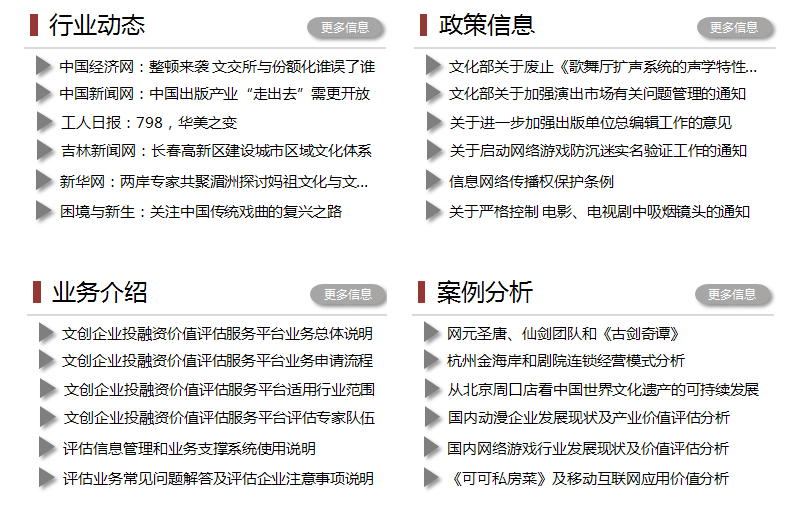 行业动态
更多信息
中国经济网：整顿来袭 文交所与份额化谁误了谁
中国新闻网：中国出版产业“走出去”需更开放
工人日报：798，华美之变
吉林新闻网：长春高新区建设城市区域文化体系
新华网：两岸专家共聚湄洲探讨妈祖文化与文...
困境与新生：关注中国传统戏曲的复兴之路
政策信息
更多信息
文化部关于废止《歌舞厅扩声系统的声学特性...
文化部关于加强演出市场有关问题管理的通知
关于进一步加强出版单位总编辑工作的意见
关于启动网络游戏防沉迷实名验证工作的通知
信息网络传播权保护条例
关于严格控制 电影、电视剧中吸烟镜头的通知
业务介绍
更多信息
文创企业投融资价值评估服务平台业务总体说明
文创企业投融资价值评估服务平台业务申请流程
文创企业投融资价值评估服务平台适用行业范围
文创企业投融资价值评估服务平台评估专家队伍
评估信息管理和业务支撑系统使用说明
评估业务常见问题解答及评估企业注意事项说明
案例分析
更多信息
网元圣唐、仙剑团队和《古剑奇谭》
杭州金海岸和剧院连锁经营模式分析
从北京周口店看中国世界文化遗产的可持续发展
国内动漫企业发展现状及产业价值评估分析
国内网络游戏行业发展现状及价值评估分析
《可可私房菜》及移动互联网应用价值分析